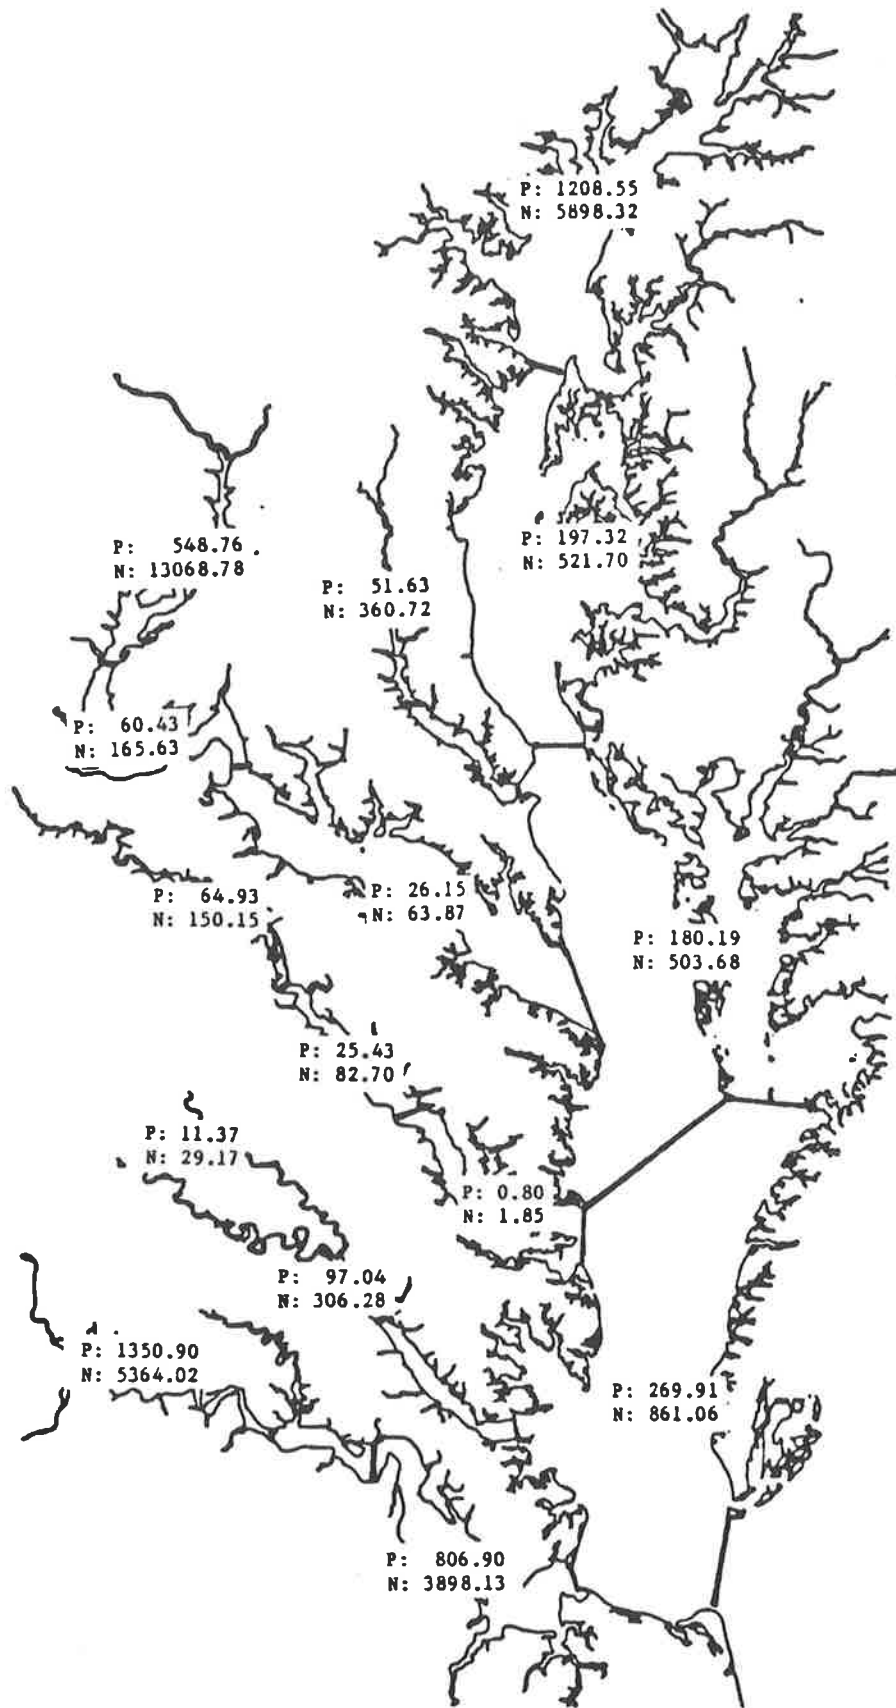 P: 1208.55
N: 5898.32
P: 548.76
N: 13068.78
P: 197.32
N: 521.70
P: 51.63
N: 360.72
P: 60.43
N: 165.63
P: 64.93
N: 150.15
P: 26.15
N: 63.87
P: 180.19
N: 503.68
P: 25.43
N: 82.70
P: 11.37
N: 29.17
P: 0.80
N: 1.85
P: 97.04
N: 306.28
P: 1350.90
N: 5364.02
P: 269.91
N: 861.06
P: 806.90
N: 3898.13